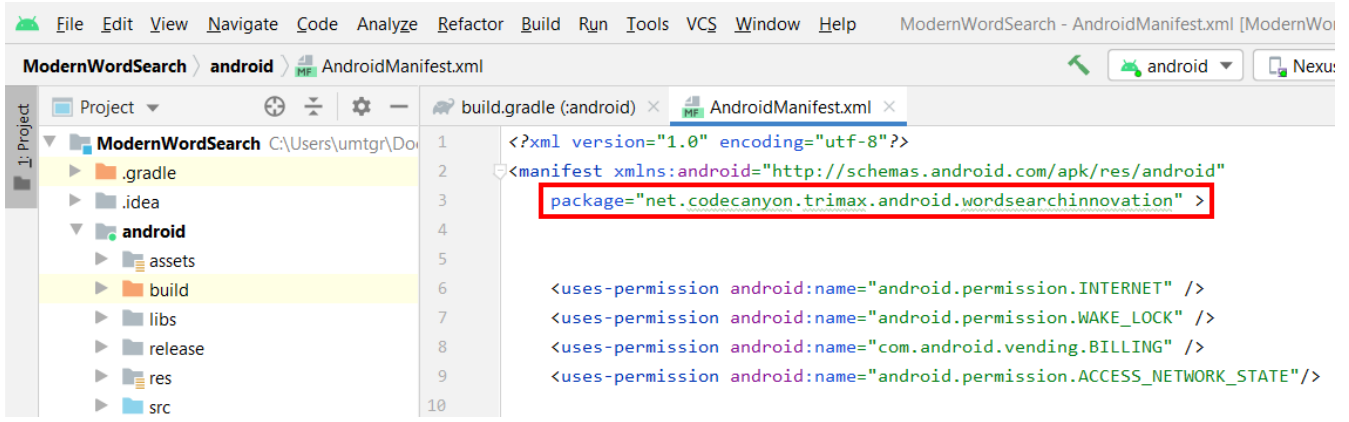 File Edit View Navigate Code Analyze Refactor Build Run Tools VCS Window Help ModernWordSearch - AndroidManifest.xml [ModernWor
ModernWordSearch android MF AndroidManifest.xml android Nexus
1: Project
Project
build.gradle (:android) MF AndroidManifest.xml
ModernWordSearch C:\Users\umtgr\Do
.gradle
.idea
android
assets
build
libs
release
res
src
1 <?xml version="1.0" encoding="utf-8"?>
2 <manifest xmlns:android="http://schemas.android.com/apk/res/android"
3 package="net.codecanyon.trimax.android.wordsearchinnovation" >
4
5
6 <uses-permission android:name="android.permission.INTERNET" />
7 <uses-permission android:name="android.permission.WAKE_LOCK" />
8 <uses-permission android:name="com.android.vending.BILLING" />
9 <uses-permission android:name="android.permission.ACCESS_NETWORK_STATE"/>
10